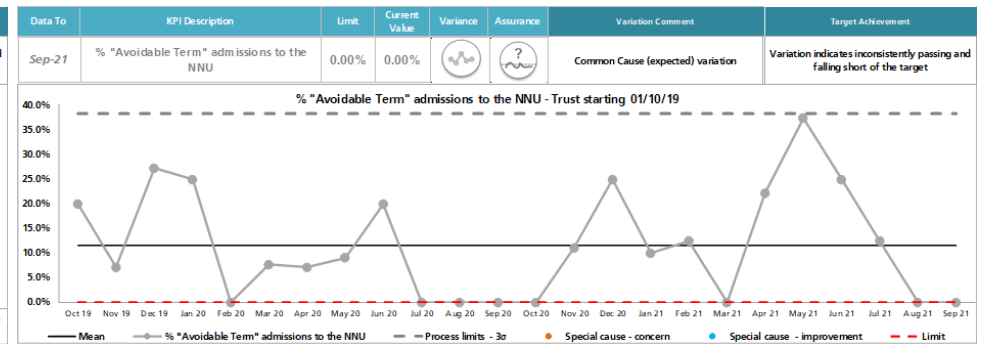 Data To KPI Description Limit Current Value Variance Assurance Variation Comment Target Achievement
Sep-21 % "Avoidable Term" admissions to the NNU 0.00% 0.00% ? Common Cause (expected) variation Variation indicates inconsistently passing and falling short of the target
% "Avoidable Term" admissions to the NNU - Trust starting 01/10/19
40.0%
35.0%
30.0%
25.0%
20.0%
15.0%
10.0%
5.0%
0.0%
Oct 19 Nov 19 Dec 19 Jan 20 Feb 20 Mar 20 Apr 20 May 20 Jun 20 Jul 20 Aug 20 Sep 20 Oct 20 Nov 20 Dec 20 Jan 21 Feb 21 Mar 21 Apr 21 May 21 Jun 21 Jul 21 Aug 21 Sep 21
Mean % "Avoidable Term" admissions to the NNU Process limits - 3σ Special cause - concern Special cause - improvement Limit